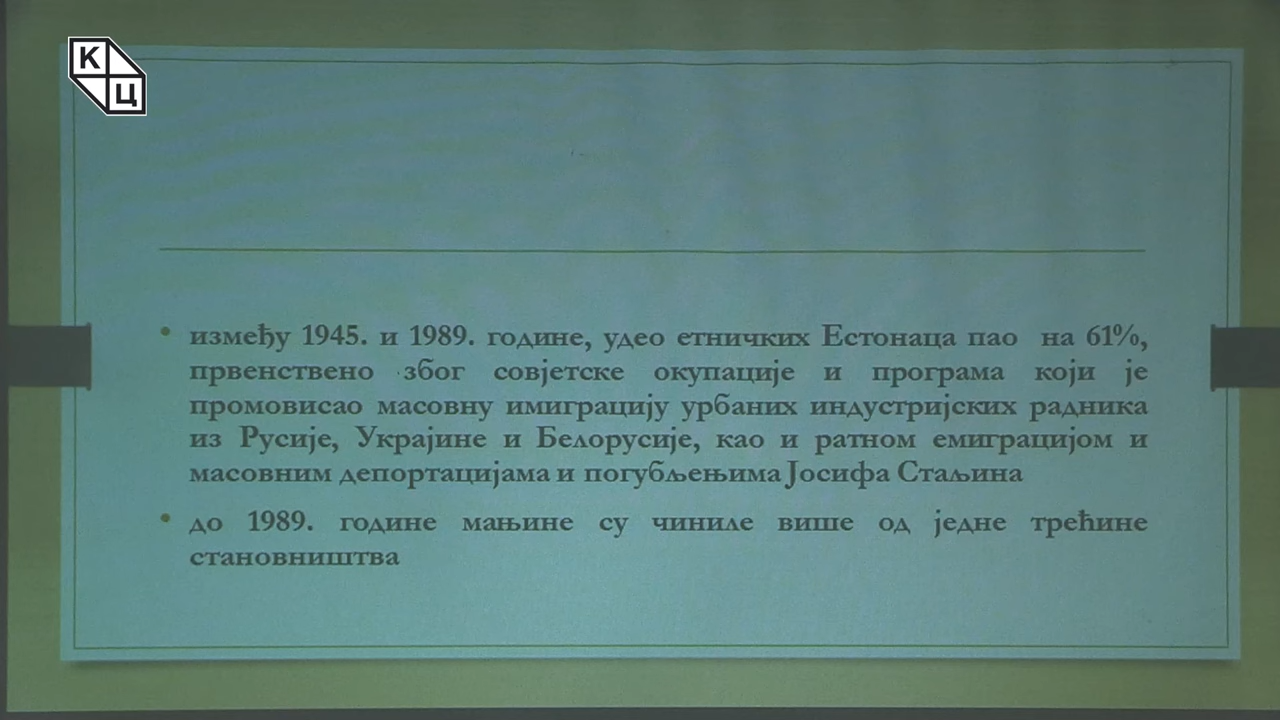 К
Ц
између 1945. и 1989. године, удео етничких Естонаца пао на 61%,
првенствено због совјетске окупације и програма који је
промовисао масовну имиграцију урбаних индустријских радника
из Русије, Украјине и Белорусије, као и ратном емиграцијом и
масовним депортацијама и погубљењима Јосифа Стаљина
до 1989. године мањине су чиниле више од једне трећине
становништва